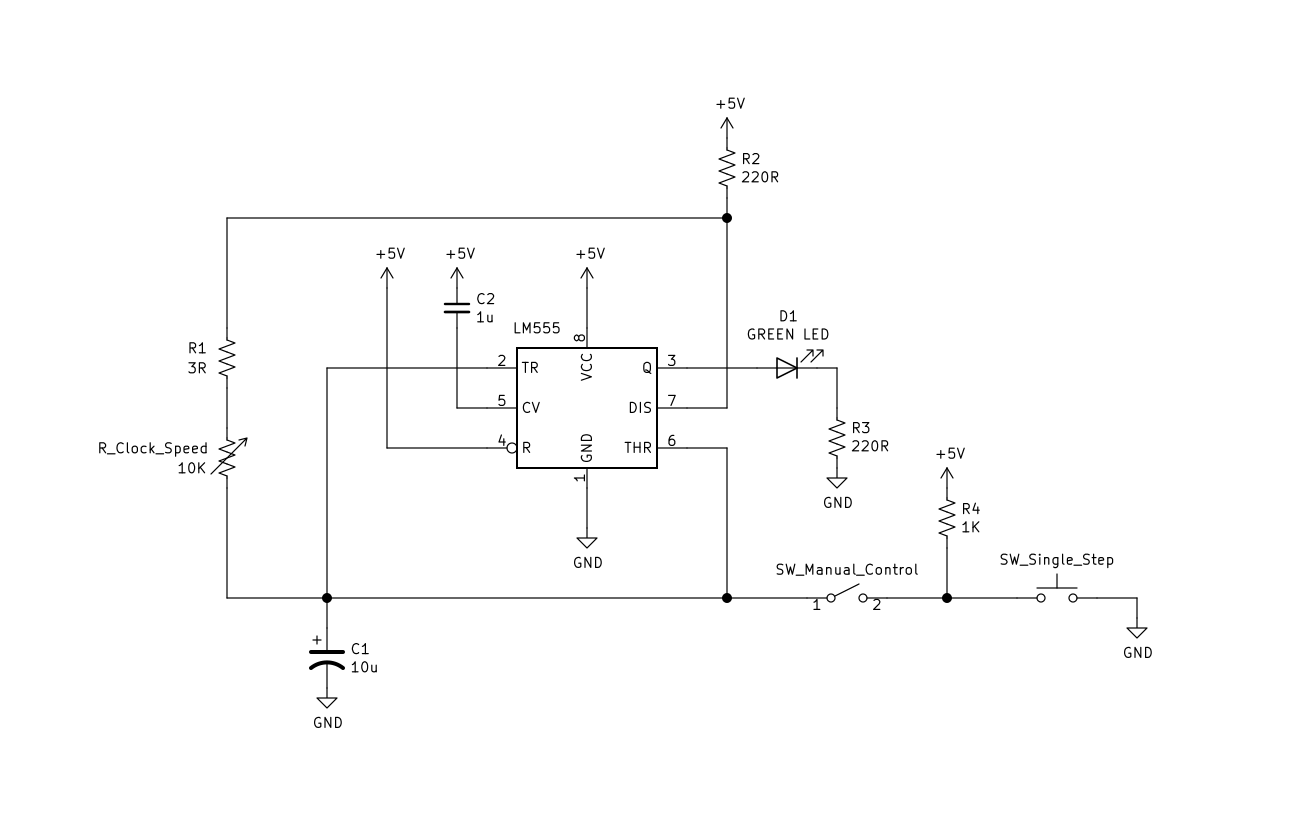 +5V
R2
220R
+5V
+5V
+5V
C2
1u
LM555
8
D1
GREEN LED
R1
3R
2
TR
VCC
Q
3
5
CV
DIS
7
R_Clock_Speed
10K
4
R
GND
THR
6
R3
220R
1
+5V
GND
R4
1K
GND
SW_Manual_Control
SW_Single_Step
1
2
+
C1
10u
GND
GND